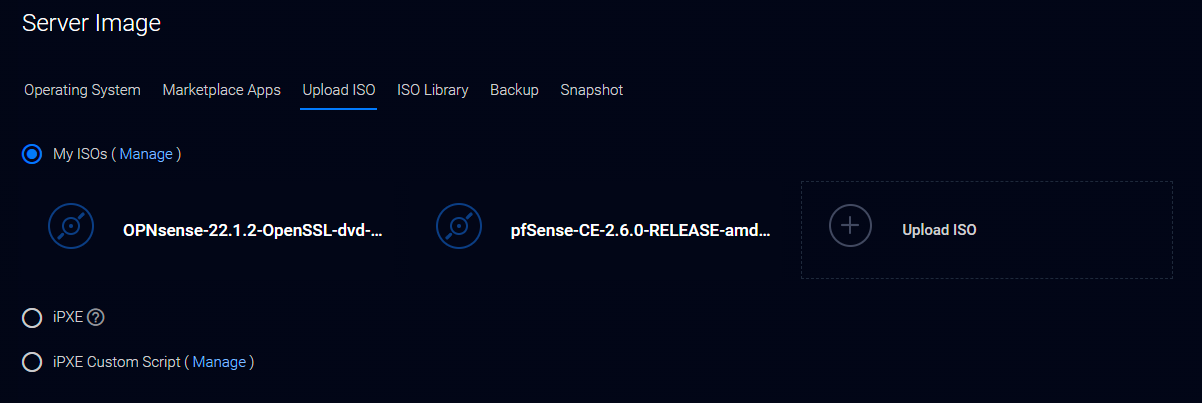 Server Image
Operating System Marketplace Apps Upload ISO ISO Library Backup Snapshot
My ISOs ( Manage )
OPNsense-22.1.2-OpenSSL-dvd-... pfSense-CE-2.6.0-RELEASE-amd... Upload ISO
iPXE ?
iPXE Custom Script ( Manage )